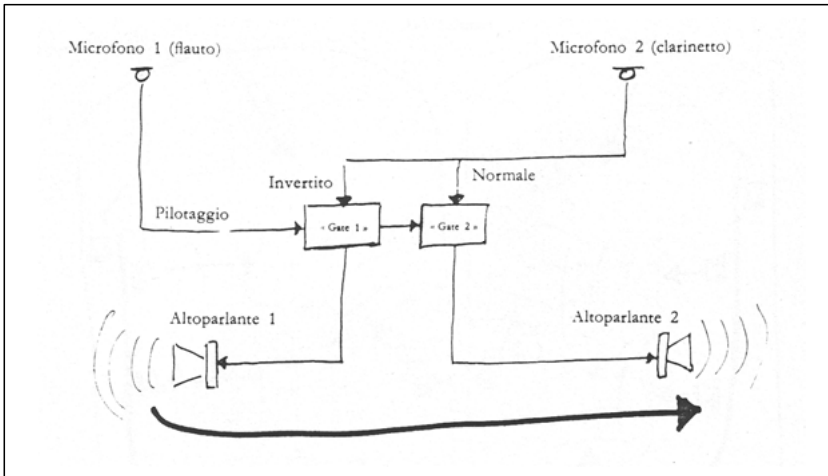 Microfono 1 (flauto)
Microfono 2 (clarinetto)
Invertito
Normale
Pilotaggio
« Gate 1 »
« Gate 2 »
Altoparlante 1
Altoparlante 2